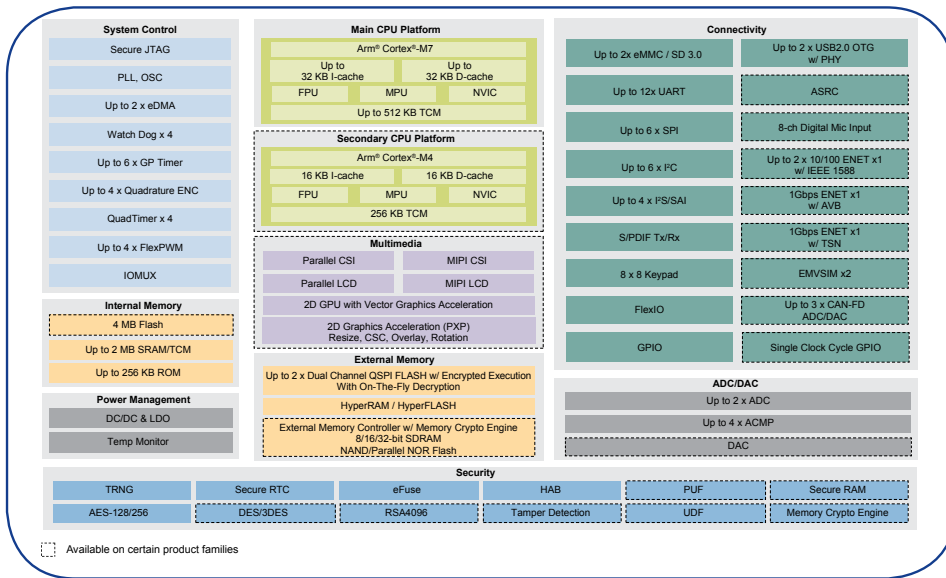 System Control
Secure JTAG
PLL, OSC
Up to 2 x eDMA
Watch Dog x 4
Up to 6 x GP Timer
Up to 4 x Quadrature ENC
QuadTimer x 4
Up to 4 x FlexPWM
IOMUX
Internal Memory
4 MB Flash
Up to 2 MB SRAM/TCM
Up to 256 KB ROM
Power Management
DC/DC & LDO
Temp Monitor
Main CPU Platform
Arm® Cortex®-M7
Up to
32 KB I-cache
Up to
32 KB D-cache
FPU
MPU
NVIC
Up to 512 KB TCM
Secondary CPU Platform
Arm® Cortex®-M4
16 KB I-cache
16 KB D-cache
FPU
MPU
NVIC
256 KB TCM
Multimedia
Parallel CSI
MIPI CSI
Parallel LCD
MIPI LCD
2D GPU with Vector Graphics Acceleration
2D Graphics Acceleration (PXP)
Resize, CSC, Overlay, Rotation
External Memory
Up to 2 x Dual Channel QSPI FLASH w/ Encrypted Execution
With On-The-Fly Decryption
HyperRAM / HyperFLASH
External Memory Controller w/ Memory Crypto Engine
8/16/32-bit SDRAM
NAND/Parallel NOR Flash
Connectivity
Up to 2x eMMC / SD 3.0
Up to 2 x USB2.0 OTG
w/ PHY
Up to 12x UART
ASRC
Up to 6 x SPI
8-ch Digital Mic Input
Up to 6 x I²C
Up to 2 x 10/100 ENET x1
w/ IEEE 1588
Up to 4 x I²S/SAI
1Gbps ENET x1
w/ AVB
S/PDIF Tx/Rx
1Gbps ENET x1
w/ TSN
8 x 8 Keypad
EMVSIM x2
FlexIO
Up to 3 x CAN-FD
ADC/DAC
GPIO
Single Clock Cycle GPIO
ADC/DAC
Up to 2 x ADC
Up to 4 x ACMP
DAC
Security
TRNG
Secure RTC
eFuse
HAB
PUF
Secure RAM
AES-128/256
DES/3DES
RSA4096
Tamper Detection
UDF
Memory Crypto Engine
Available on certain product families